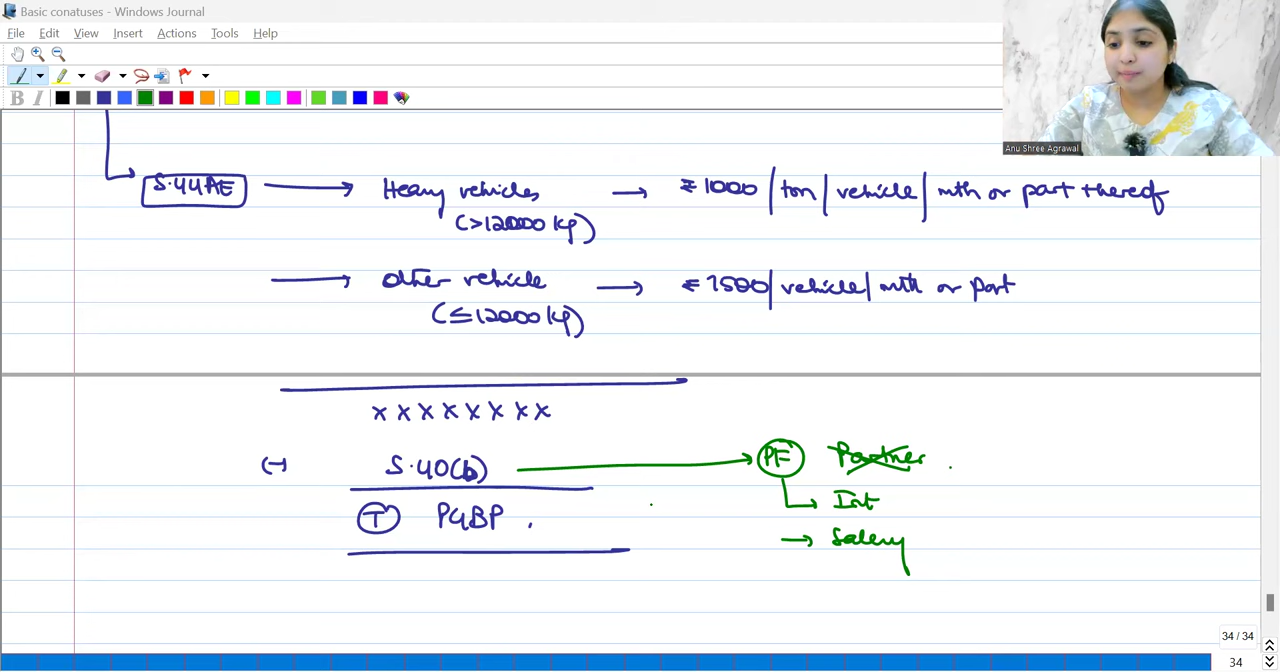 Basic conatuses - Windows Journal
File Edit View Insert Actions Tools Help
B I
Anu Shree Agrawal
S.44AE → Heavy vehicles → ₹1000 | ton | vehicle | mth or part thereof
(>12000 kg)
→ other vehicle → ₹7500 | vehicle | mth or part
(≤12000 kg)
x x x x x x x x
(-) S.40(b) → PF Partner
→ Int
T PGBP
→ Salery
34 / 34
34